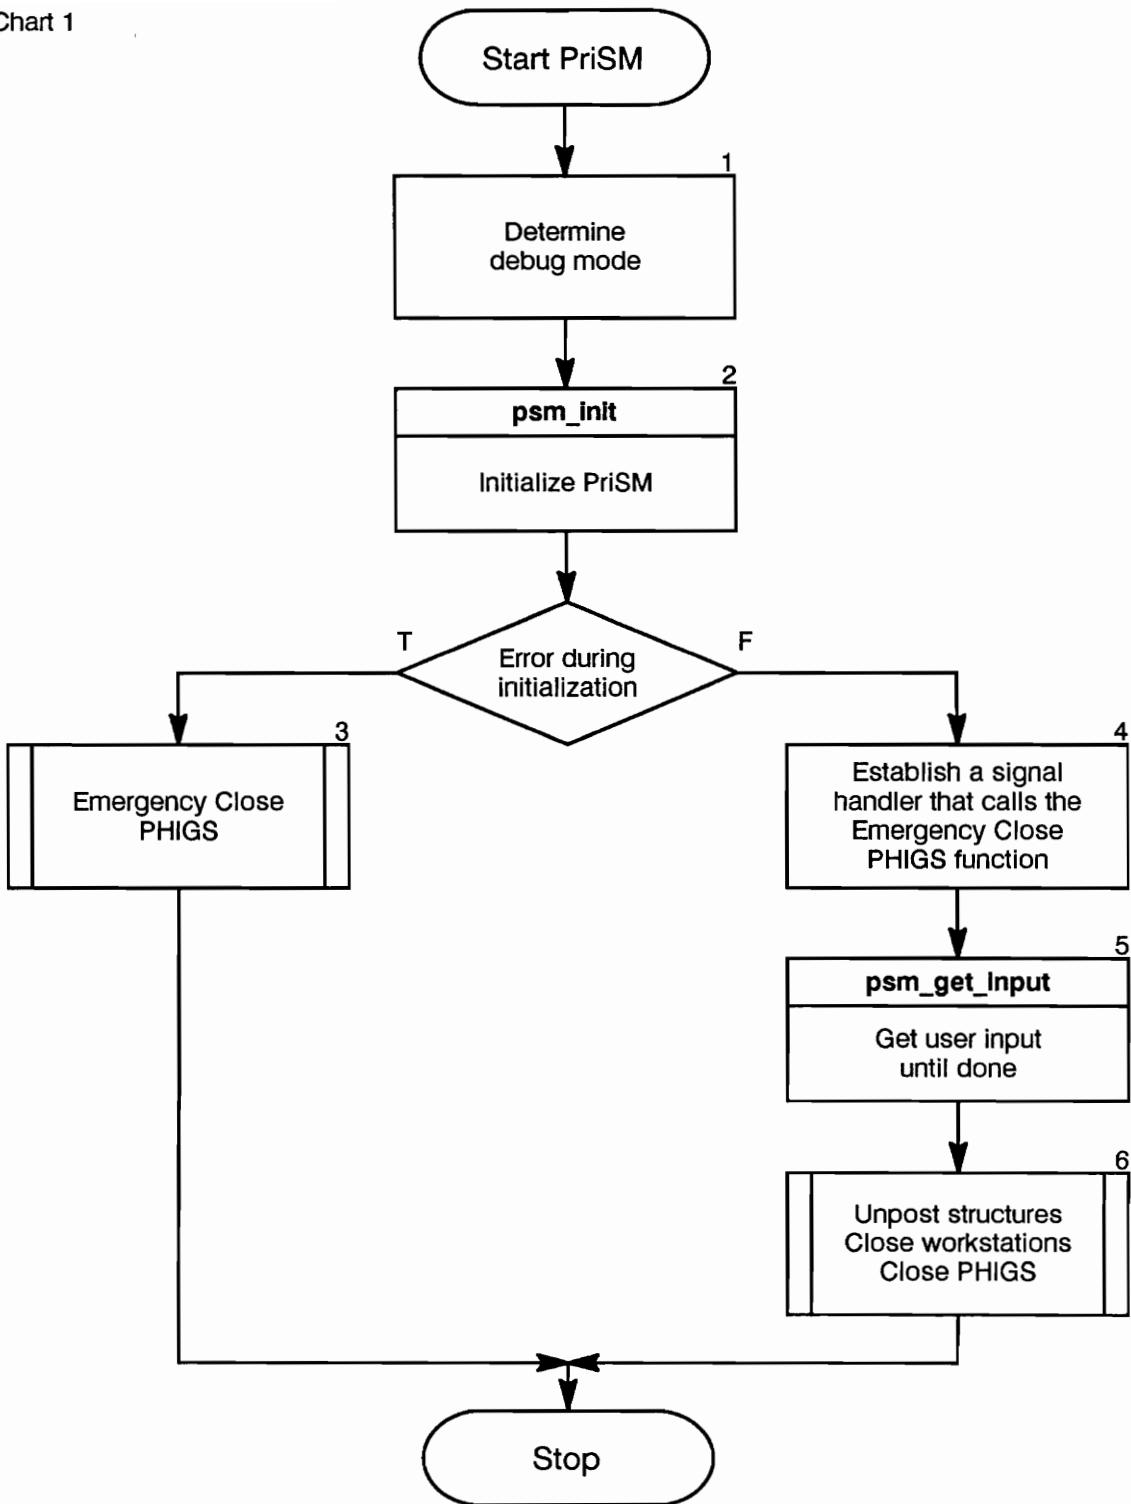 Chart 1
Start PriSM
1
Determine
debug mode
2
psm_init
Initialize PriSM
T
F
Error during
initialization
3
Emergency Close
PHIGS
4
Establish a signal
handler that calls the
Emergency Close
PHIGS function
5
psm_get_input
Get user input
until done
6
Unpost structures
Close workstations
Close PHIGS
Stop